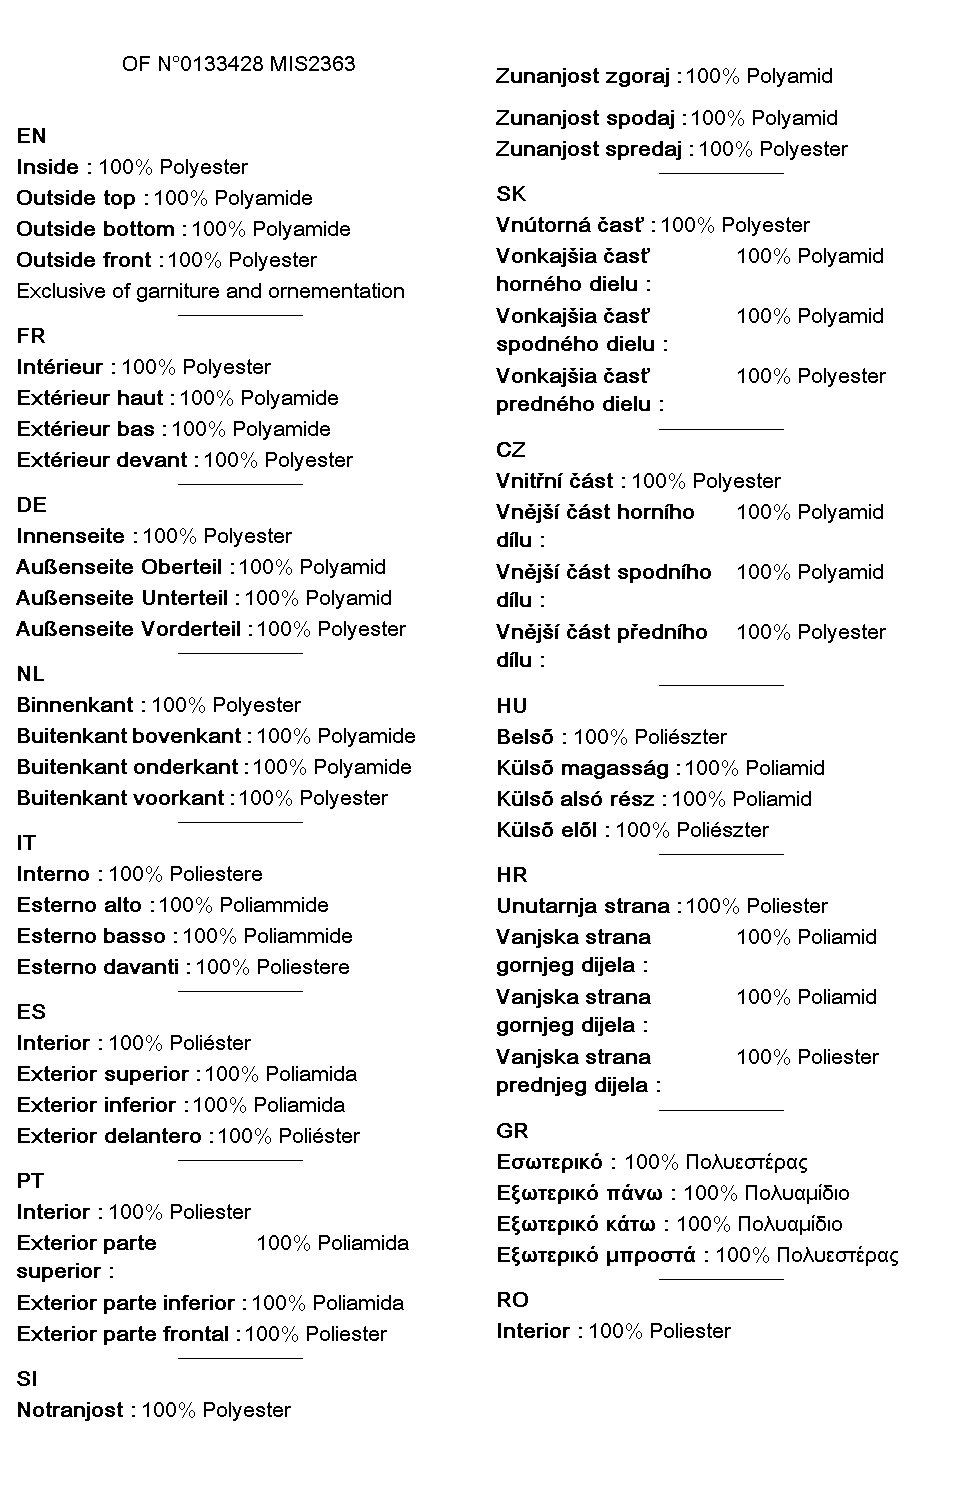 OF N°0133428 MIS2363
EN
Inside : 100% Polyester
Outside top : 100% Polyamide
Outside bottom : 100% Polyamide
Outside front : 100% Polyester
Exclusive of garniture and ornementation
FR
Intérieur : 100% Polyester
Extérieur haut : 100% Polyamide
Extérieur bas : 100% Polyamide
Extérieur devant : 100% Polyester
DE
Innenseite : 100% Polyester
Außenseite Oberteil : 100% Polyamid
Außenseite Unterteil : 100% Polyamid
Außenseite Vorderteil : 100% Polyester
NL
Binnenkant : 100% Polyester
Buitenkant bovenkant : 100% Polyamide
Buitenkant onderkant : 100% Polyamide
Buitenkant voorkant : 100% Polyester
IT
Interno : 100% Poliestere
Esterno alto : 100% Poliammide
Esterno basso : 100% Poliammide
Esterno davanti : 100% Poliestere
ES
Interior : 100% Poliéster
Exterior superior : 100% Poliamida
Exterior inferior : 100% Poliamida
Exterior delantero : 100% Poliéster
PT
Interior : 100% Poliester
Exterior parte 100% Poliamida
superior :
Exterior parte inferior : 100% Poliamida
Exterior parte frontal : 100% Poliester
SI
Notranjost : 100% Polyester
Zunanjost zgoraj : 100% Polyamid
Zunanjost spodaj : 100% Polyamid
Zunanjost spredaj : 100% Polyester
SK
Vnútorná časť : 100% Polyester
Vonkajšia časť 100% Polyamid
horného dielu :
Vonkajšia časť 100% Polyamid
spodného dielu :
Vonkajšia časť 100% Polyester
predného dielu :
CZ
Vnitřní část : 100% Polyester
Vnější část horního 100% Polyamid
dílu :
Vnější část spodního 100% Polyamid
dílu :
Vnější část předního 100% Polyester
dílu :
HU
Belső : 100% Poliészter
Külső magasság : 100% Poliamid
Külső alsó rész : 100% Poliamid
Külső elől : 100% Poliészter
HR
Unutarnja strana : 100% Poliester
Vanjska strana 100% Poliamid
gornjeg dijela :
Vanjska strana 100% Poliamid
gornjeg dijela :
Vanjska strana 100% Poliester
prednjeg dijela :
GR
Εσωτερικό : 100% Πολυεστέρας
Εξωτερικό πάνω : 100% Πολυαμίδιο
Εξωτερικό κάτω : 100% Πολυαμίδιο
Εξωτερικό μπροστά : 100% Πολυεστέρας
RO
Interior : 100% Poliester